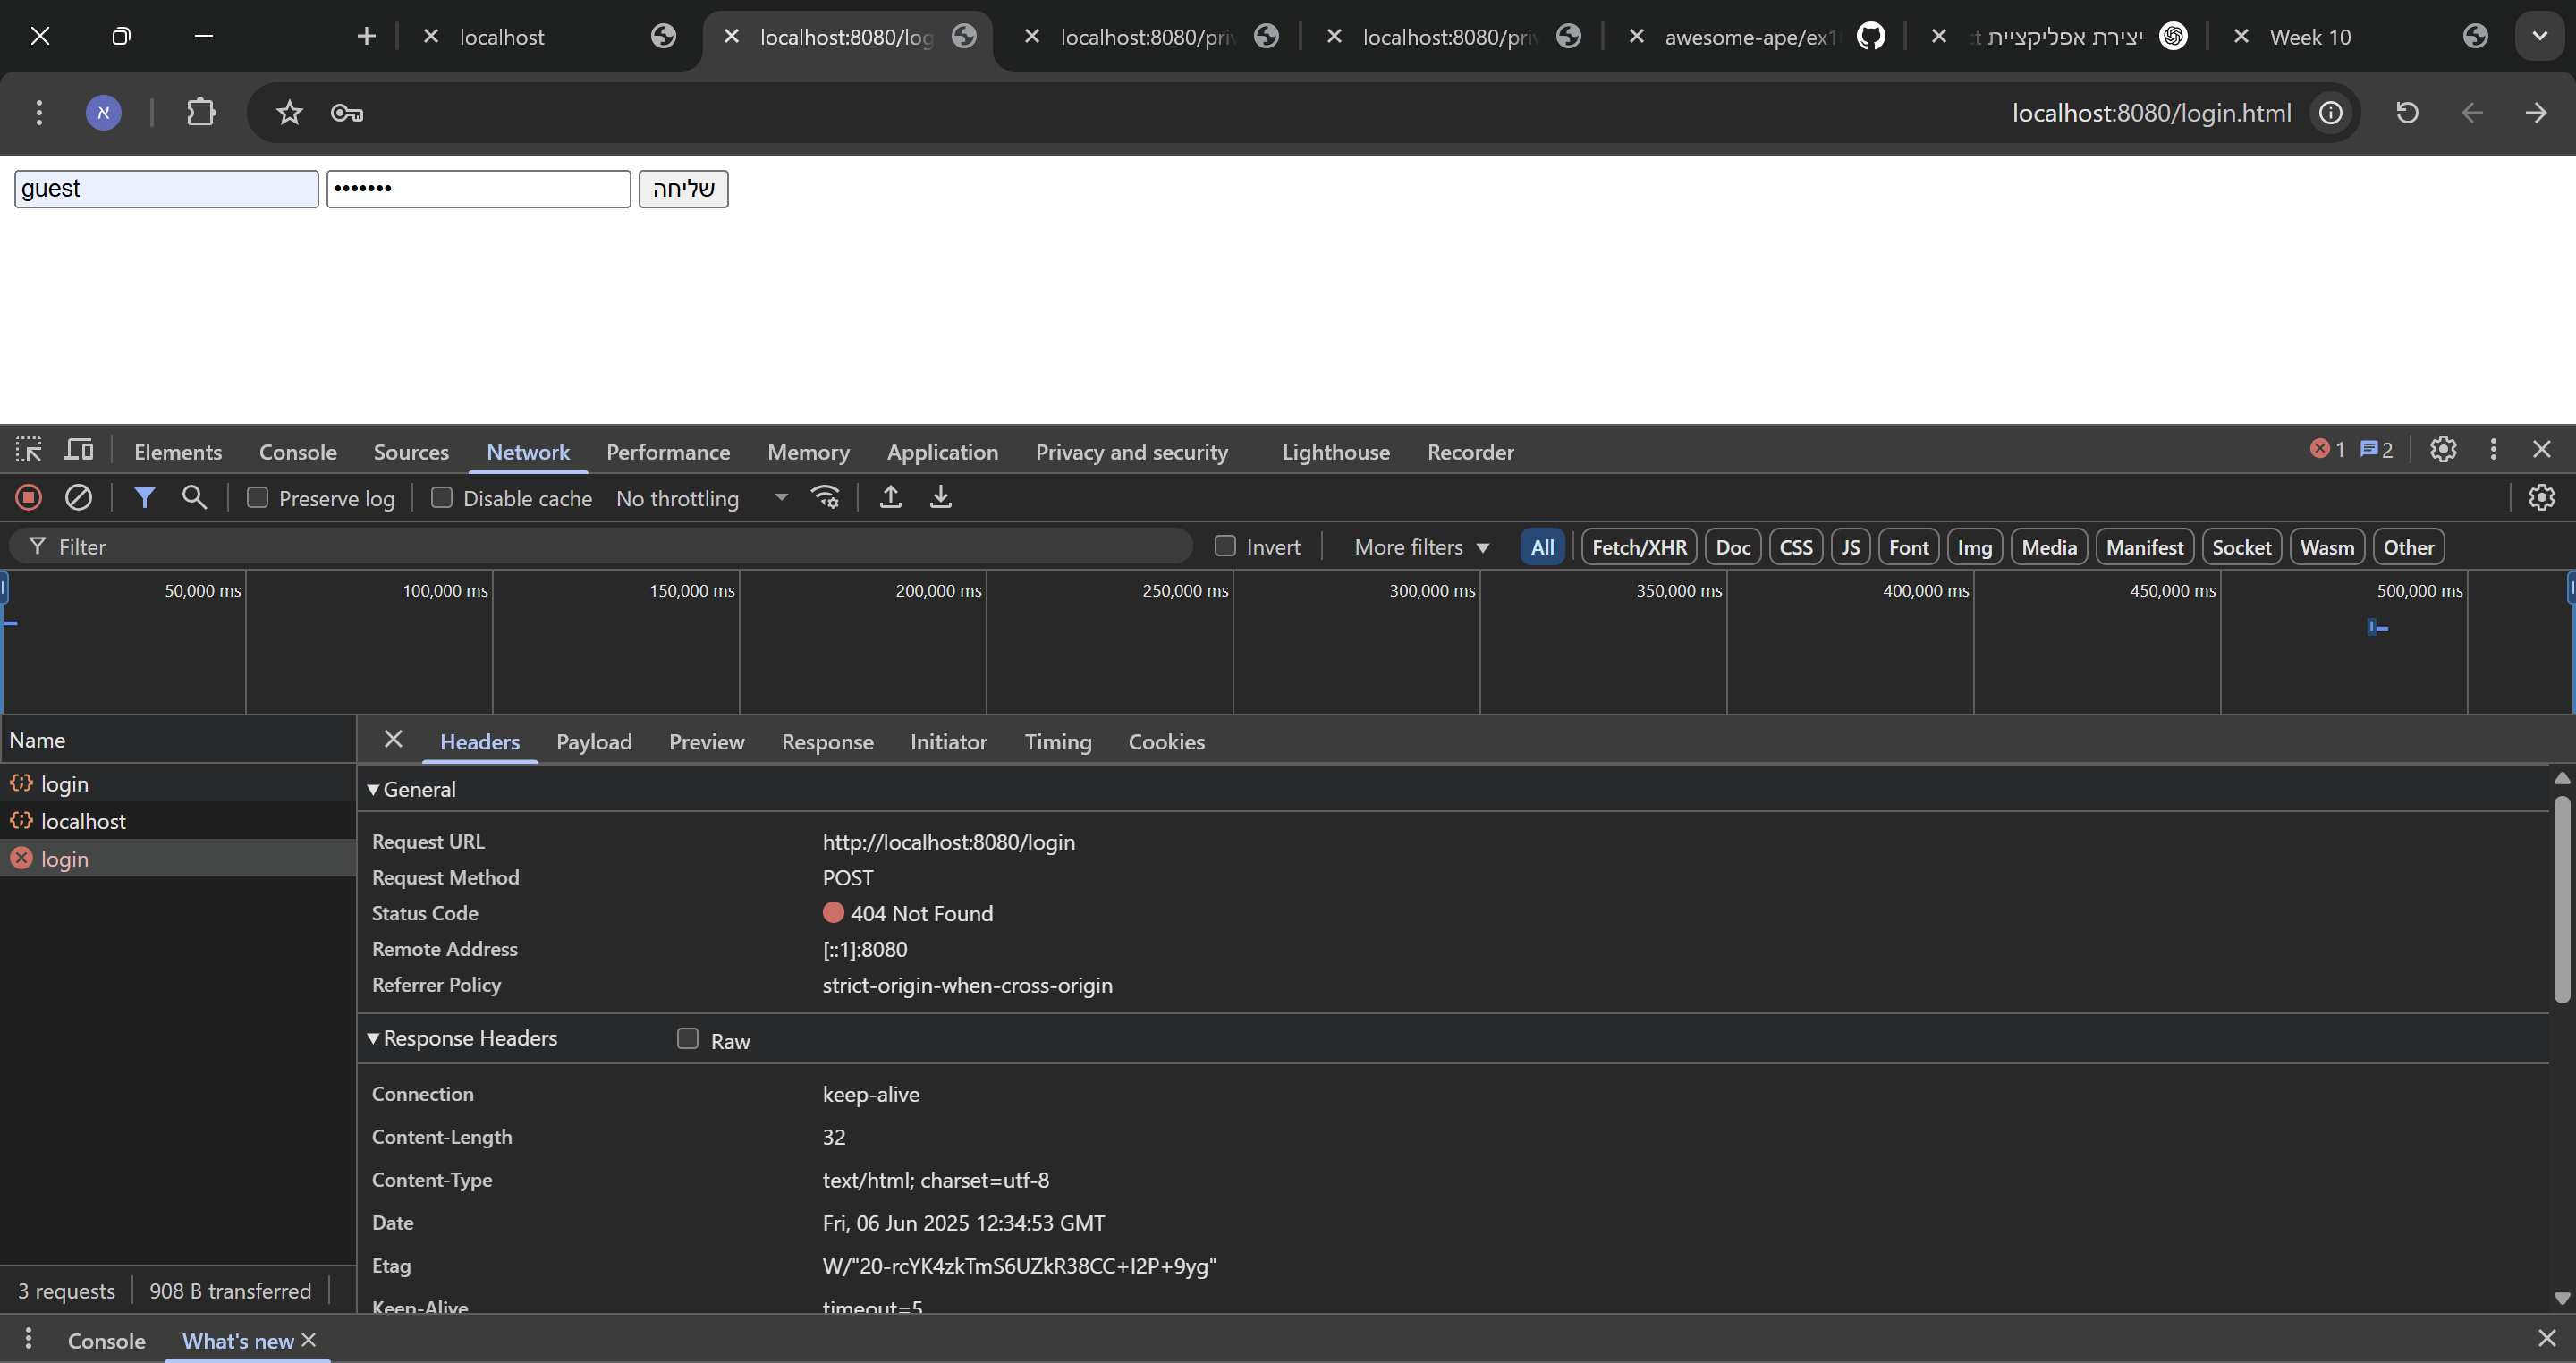 localhost
localhost:8080/log
localhost:8080/pri
localhost:8080/pri
awesome-ape/ex1
יצירת אפליקציית
Week 10
א
localhost:8080/login.html
guest
•••••••
שליחה
Elements Console Sources Network Performance Memory Application Privacy and security Lighthouse Recorder 1 2
Preserve log Disable cache No throttling
Filter Invert More filters All Fetch/XHR Doc CSS JS Font Img Media Manifest Socket Wasm Other
50,000 ms 100,000 ms 150,000 ms 200,000 ms 250,000 ms 300,000 ms 350,000 ms 400,000 ms 450,000 ms 500,000 ms
Name
login
localhost
login
3 requests 908 B transferred
Headers Payload Preview Response Initiator Timing Cookies
General
Request URL http://localhost:8080/login
Request Method POST
Status Code 404 Not Found
Remote Address [::1]:8080
Referrer Policy strict-origin-when-cross-origin
Response Headers Raw
Connection keep-alive
Content-Length 32
Content-Type text/html; charset=utf-8
Date Fri, 06 Jun 2025 12:34:53 GMT
Etag W/"20-rcYK4zkTmS6UZkR38CC+I2P+9yg"
Keep-Alive timeout=5
Console What's new